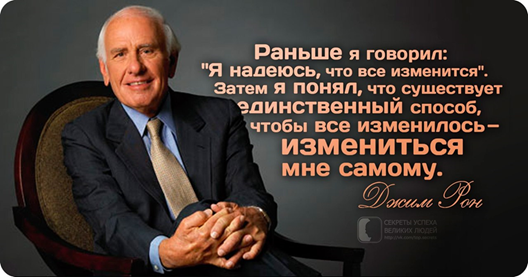 Раньше я говорил:
"Я надеюсь, что все изменится".
Затем я понял, что существует
единственный способ,
чтобы все изменилось–
измениться
мне самому.
Джим Рон
СЕКРЕТЫ УСПЕХА
ВЕЛИКИХ ЛЮДЕЙ